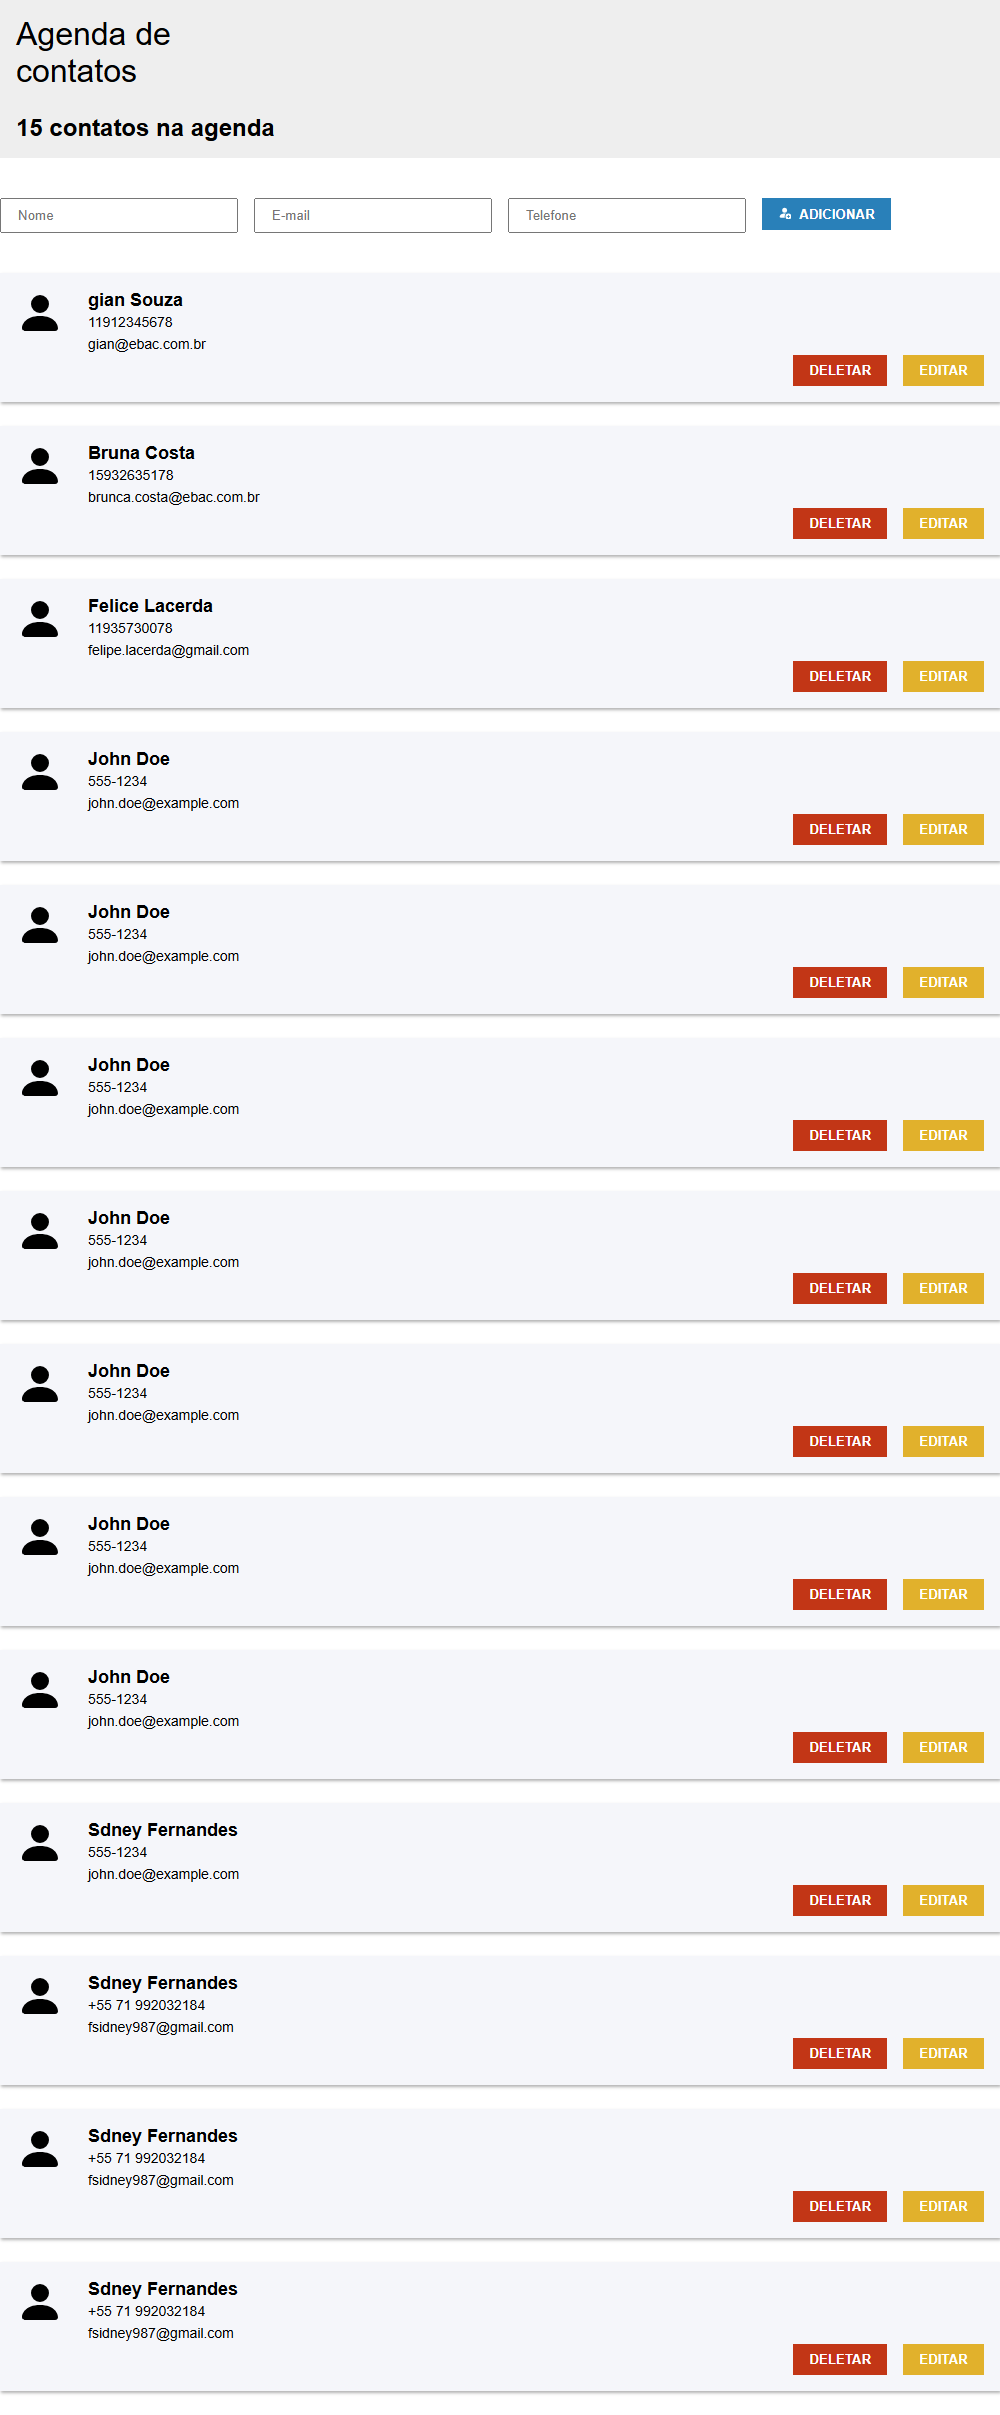 Agenda de
contatos
15 contatos na agenda
Nome E-mail Telefone ADICIONAR
gian Souza
11912345678
gian@ebac.com.br
DELETAR EDITAR
Bruna Costa
15932635178
brunca.costa@ebac.com.br
DELETAR EDITAR
Felice Lacerda
11935730078
felipe.lacerda@gmail.com
DELETAR EDITAR
John Doe
555-1234
john.doe@example.com
DELETAR EDITAR
John Doe
555-1234
john.doe@example.com
DELETAR EDITAR
John Doe
555-1234
john.doe@example.com
DELETAR EDITAR
John Doe
555-1234
john.doe@example.com
DELETAR EDITAR
John Doe
555-1234
john.doe@example.com
DELETAR EDITAR
John Doe
555-1234
john.doe@example.com
DELETAR EDITAR
John Doe
555-1234
john.doe@example.com
DELETAR EDITAR
Sdney Fernandes
555-1234
john.doe@example.com
DELETAR EDITAR
Sdney Fernandes
+55 71 992032184
fsidney987@gmail.com
DELETAR EDITAR
Sdney Fernandes
+55 71 992032184
fsidney987@gmail.com
DELETAR EDITAR
Sdney Fernandes
+55 71 992032184
fsidney987@gmail.com
DELETAR EDITAR